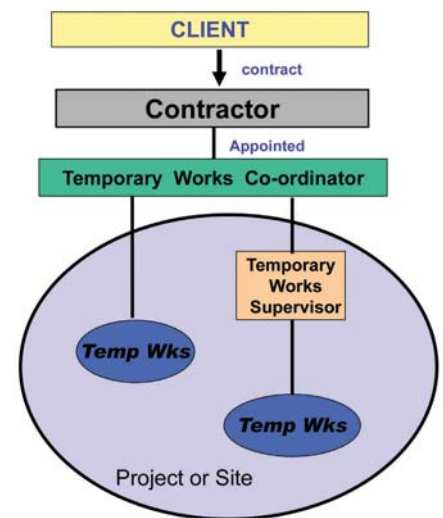 CLIENT
contract
Contractor
Appointed
Temporary Works Co-ordinator
Temporary
Works
Supervisor
Temp Wks
Temp Wks
Project or Site